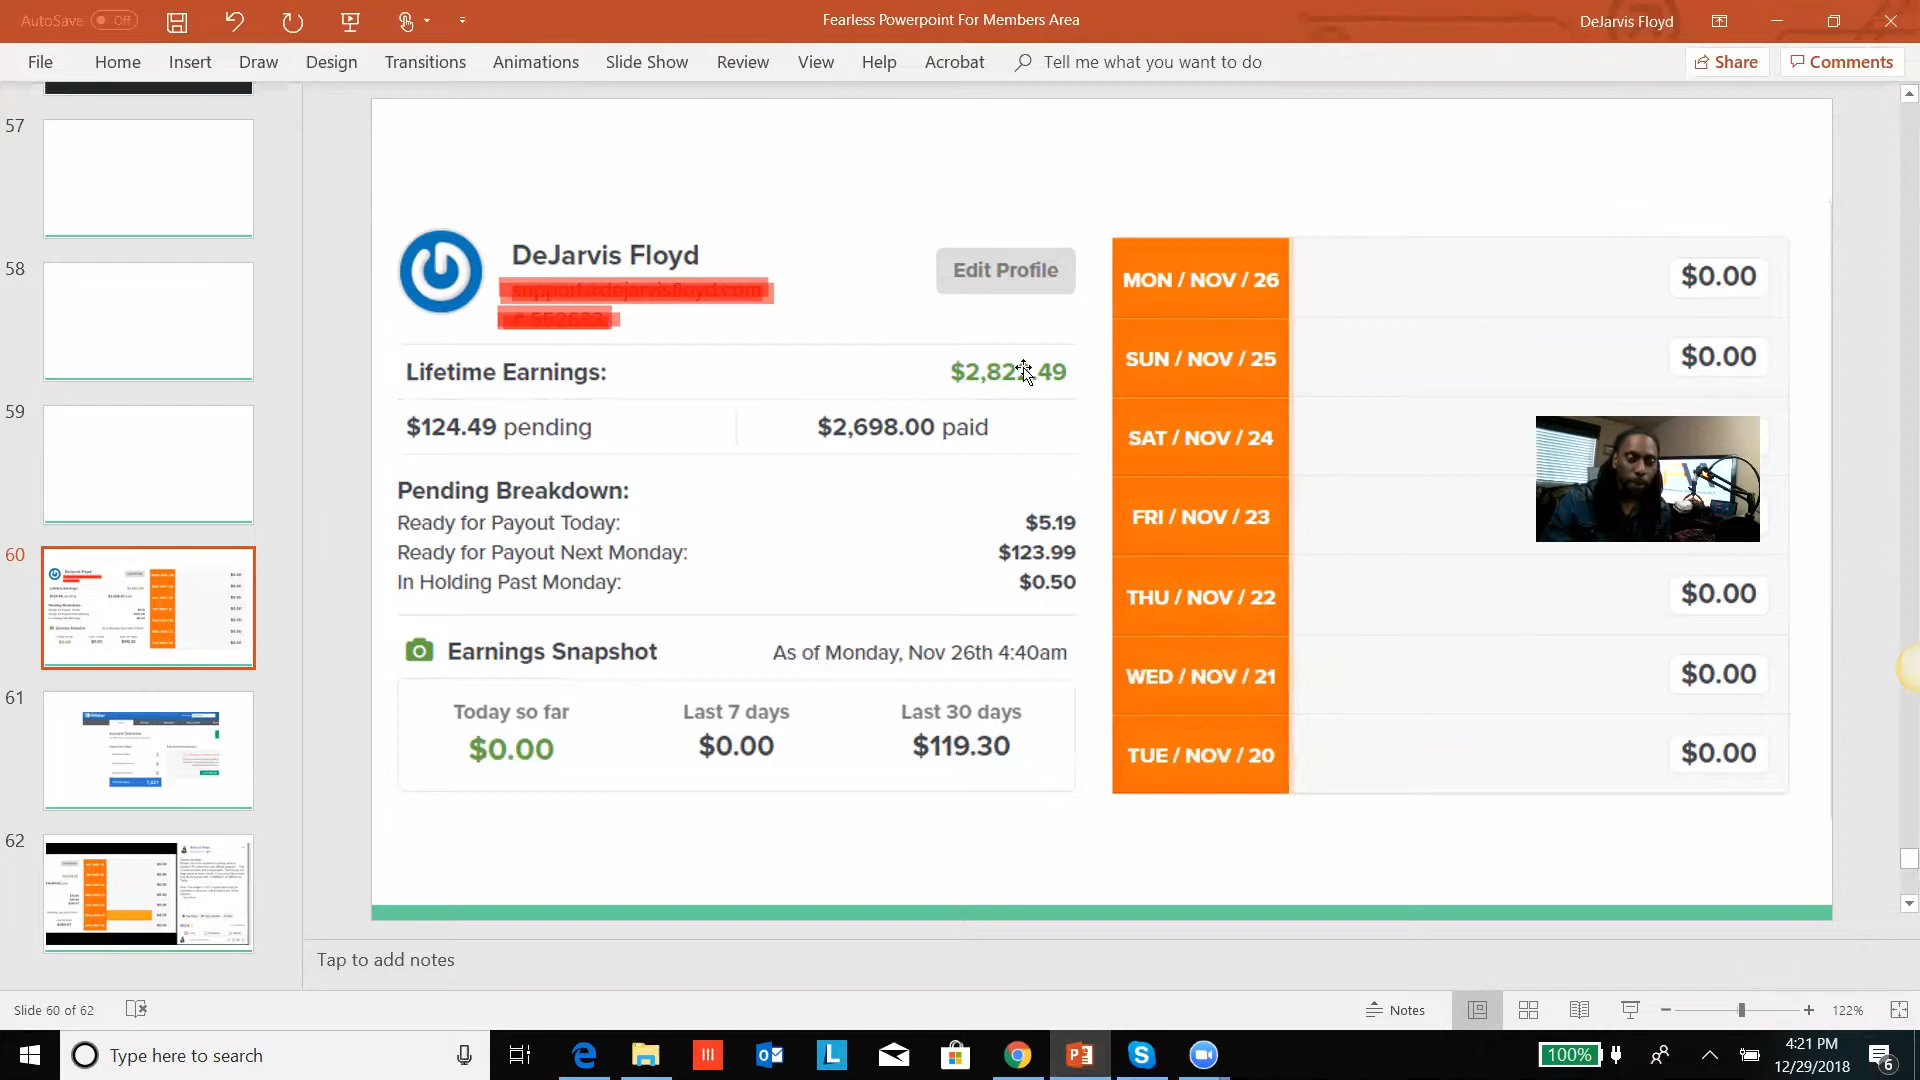 AutoSave Off
Fearless Powerpoint For Members Area
DeJarvis Floyd
File Home Insert Draw Design Transitions Animations Slide Show Review View Help Acrobat Tell me what you want to do
Share Comments
57
58
59
60
61
62
DeJarvis Floyd
Edit Profile
Lifetime Earnings:
$124.49 pending $2,698.00 paid
Pending Breakdown:
Ready for Payout Today: $5.19
Ready for Payout Next Monday: $123.99
In Holding Past Monday: $0.50
Earnings Snapshot As of Monday, Nov 26th 4:40am
Today so far Last 7 days Last 30 days
$0.00 $0.00 $119.30
MON / NOV / 26 $0.00
SUN / NOV / 25 $0.00
SAT / NOV / 24
FRI / NOV / 23
THU / NOV / 22 $0.00
WED / NOV / 21 $0.00
TUE / NOV / 20 $0.00
Tap to add notes
Slide 60 of 62
Notes
122%
Type here to search
100%
4:21 PM
12/29/2018
6